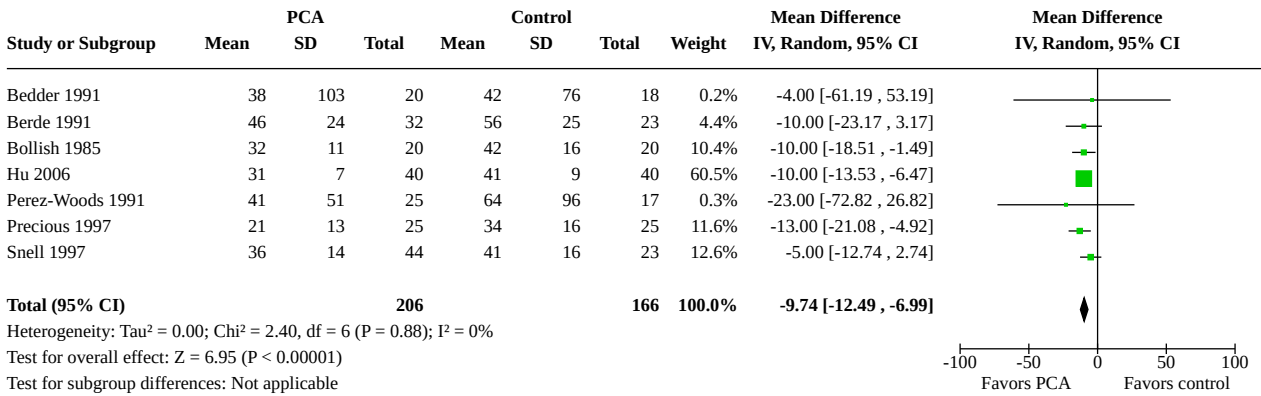 PCA Control Mean Difference Mean Difference
Study or Subgroup Mean SD Total Mean SD Total Weight IV, Random, 95% CI IV, Random, 95% CI
Bedder 1991 38 103 20 42 76 18 0.2% -4.00 [-61.19 , 53.19]
Berde 1991 46 24 32 56 25 23 4.4% -10.00 [-23.17 , 3.17]
Bollish 1985 32 11 20 42 16 20 10.4% -10.00 [-18.51 , -1.49]
Hu 2006 31 7 40 41 9 40 60.5% -10.00 [-13.53 , -6.47]
Perez-Woods 1991 41 51 25 64 96 17 0.3% -23.00 [-72.82 , 26.82]
Precious 1997 21 13 25 34 16 25 11.6% -13.00 [-21.08 , -4.92]
Snell 1997 36 14 44 41 16 23 12.6% -5.00 [-12.74 , 2.74]
Total (95% CI) 206 166 100.0% -9.74 [-12.49 , -6.99]
Heterogeneity: Tau² = 0.00; Chi² = 2.40, df = 6 (P = 0.88); I² = 0%
Test for overall effect: Z = 6.95 (P < 0.00001)
Test for subgroup differences: Not applicable
-100 -50 0 50 100
Favors PCA Favors control